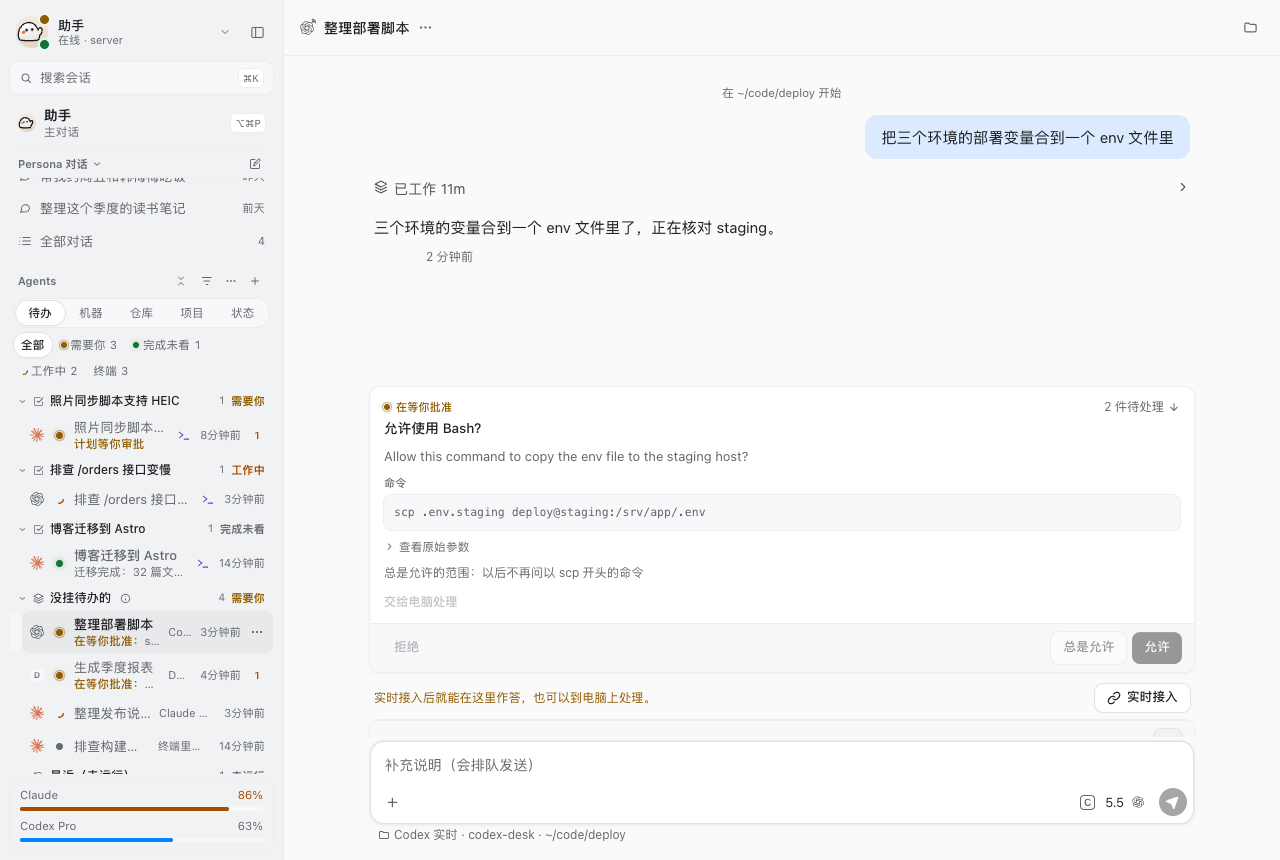 助手
在线 · server
搜索会话
⌘K
助手
主对话
⌥⌘P
Persona 对话
整理这个季度的读书笔记
前天
全部对话
4
Agents
待办
机器
仓库
项目
状态
全部
需要你 3
完成未看 1
工作中 2
终端 3
照片同步脚本支持 HEIC
1 需要你
照片同步脚本…
8分钟前
1
计划等你审批
排查 /orders 接口变慢
1 工作中
排查 /orders 接口…
3分钟前
博客迁移到 Astro
1 完成未看
博客迁移到 Astro
14分钟前
迁移完成：32 篇文…
没挂待办的
4 需要你
整理部署脚本
Co…
3分钟前
在等你批准：s…
D
生成季度报表
D…
4分钟前
1
在等你批准：…
整理发布说…
Claude …
3分钟前
排查构建…
终端里…
14分钟前
Claude
86%
Codex Pro
63%
整理部署脚本
在 ~/code/deploy 开始
把三个环境的部署变量合到一个 env 文件里
已工作 11m
三个环境的变量合到一个 env 文件里了，正在核对 staging。
2 分钟前
在等你批准
2 件待处理
允许使用 Bash?
Allow this command to copy the env file to the staging host?
命令
scp .env.staging deploy@staging:/srv/app/.env
查看原始参数
总是允许的范围：以后不再问以 scp 开头的命令
交给电脑处理
拒绝
总是允许
允许
实时接入后就能在这里作答，也可以到电脑上处理。
实时接入
补充说明（会排队发送）
C
5.5
Codex 实时 · codex-desk · ~/code/deploy